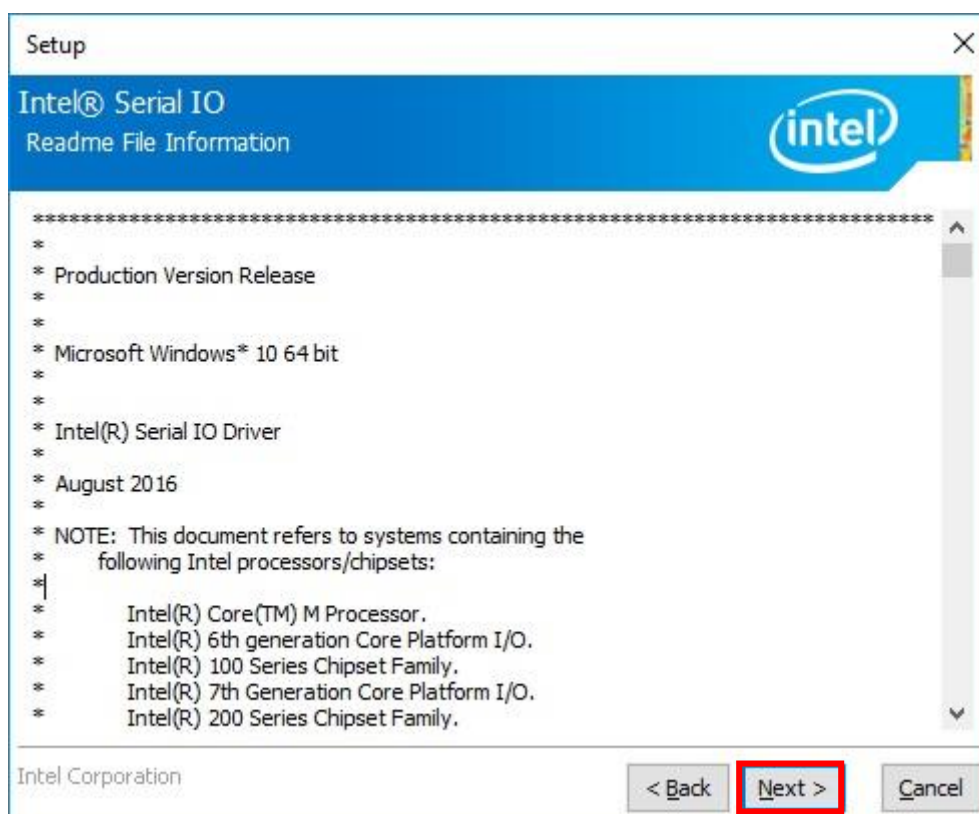 Setup
Intel® Serial IO
Readme File Information
intel
***************************************************************************
*
* Production Version Release
*
*
* Microsoft Windows* 10 64 bit
*
*
* Intel(R) Serial IO Driver
*
* August 2016
*
* NOTE: This document refers to systems containing the
* following Intel processors/chipsets:
*
* Intel(R) Core(TM) M Processor.
* Intel(R) 6th generation Core Platform I/O.
* Intel(R) 100 Series Chipset Family.
* Intel(R) 7th Generation Core Platform I/O.
* Intel(R) 200 Series Chipset Family.
Intel Corporation
< Back Next > Cancel